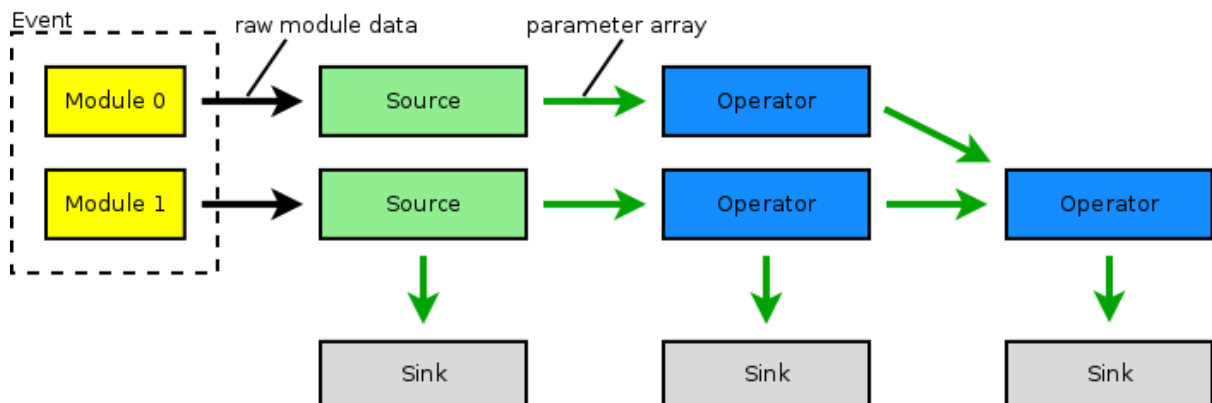 Event
raw module data
parameter array
Module 0
Source
Operator
Module 1
Source
Operator
Operator
Sink
Sink
Sink